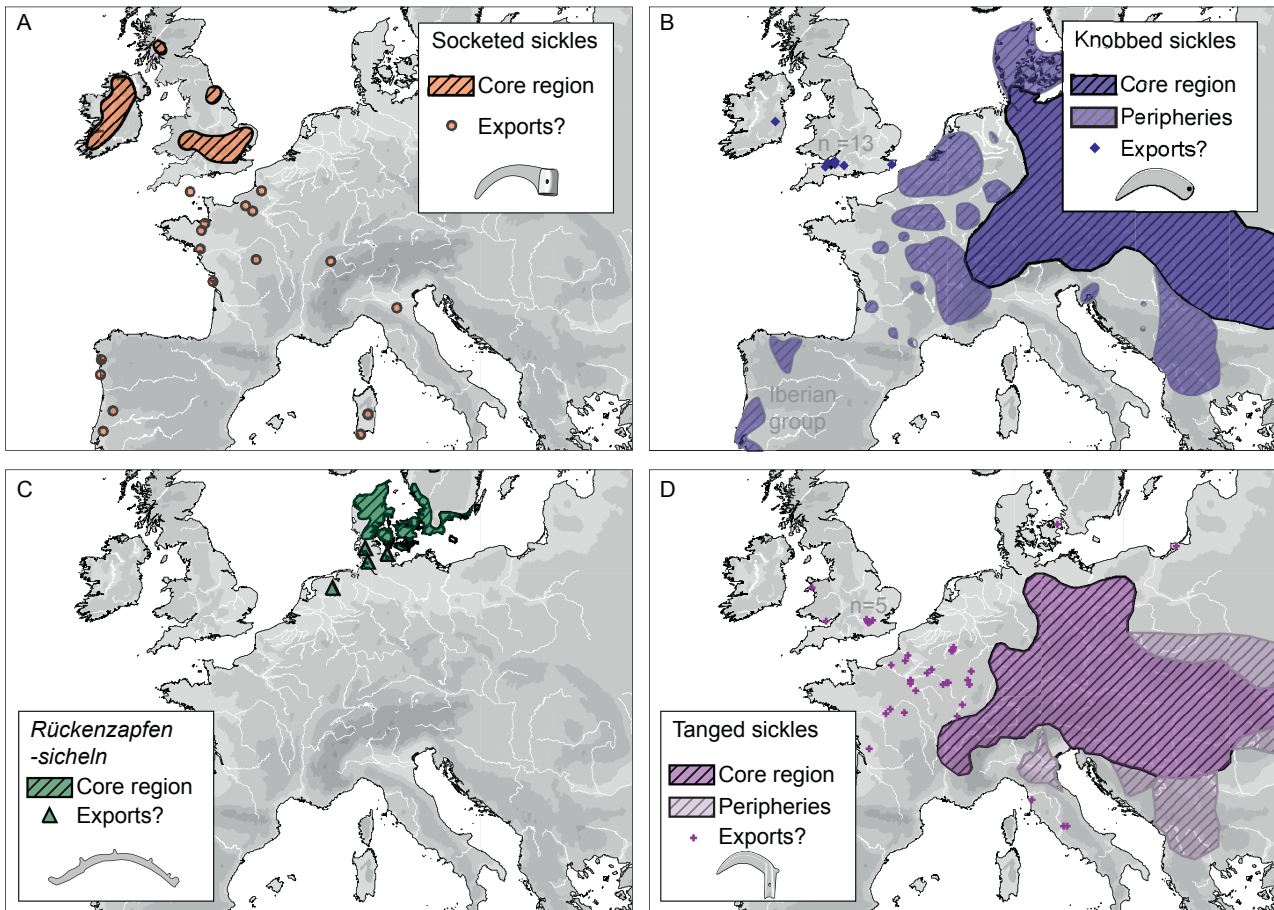 A
Socketed sickles
Core region
Exports?
B
Knobbed sickles
Core region
Peripheries
Exports?
n =13
Iberian
group
C
Rückenzapfen
-sicheln
Core region
Exports?
D
n=5
Tanged sickles
Core region
Peripheries
Exports?